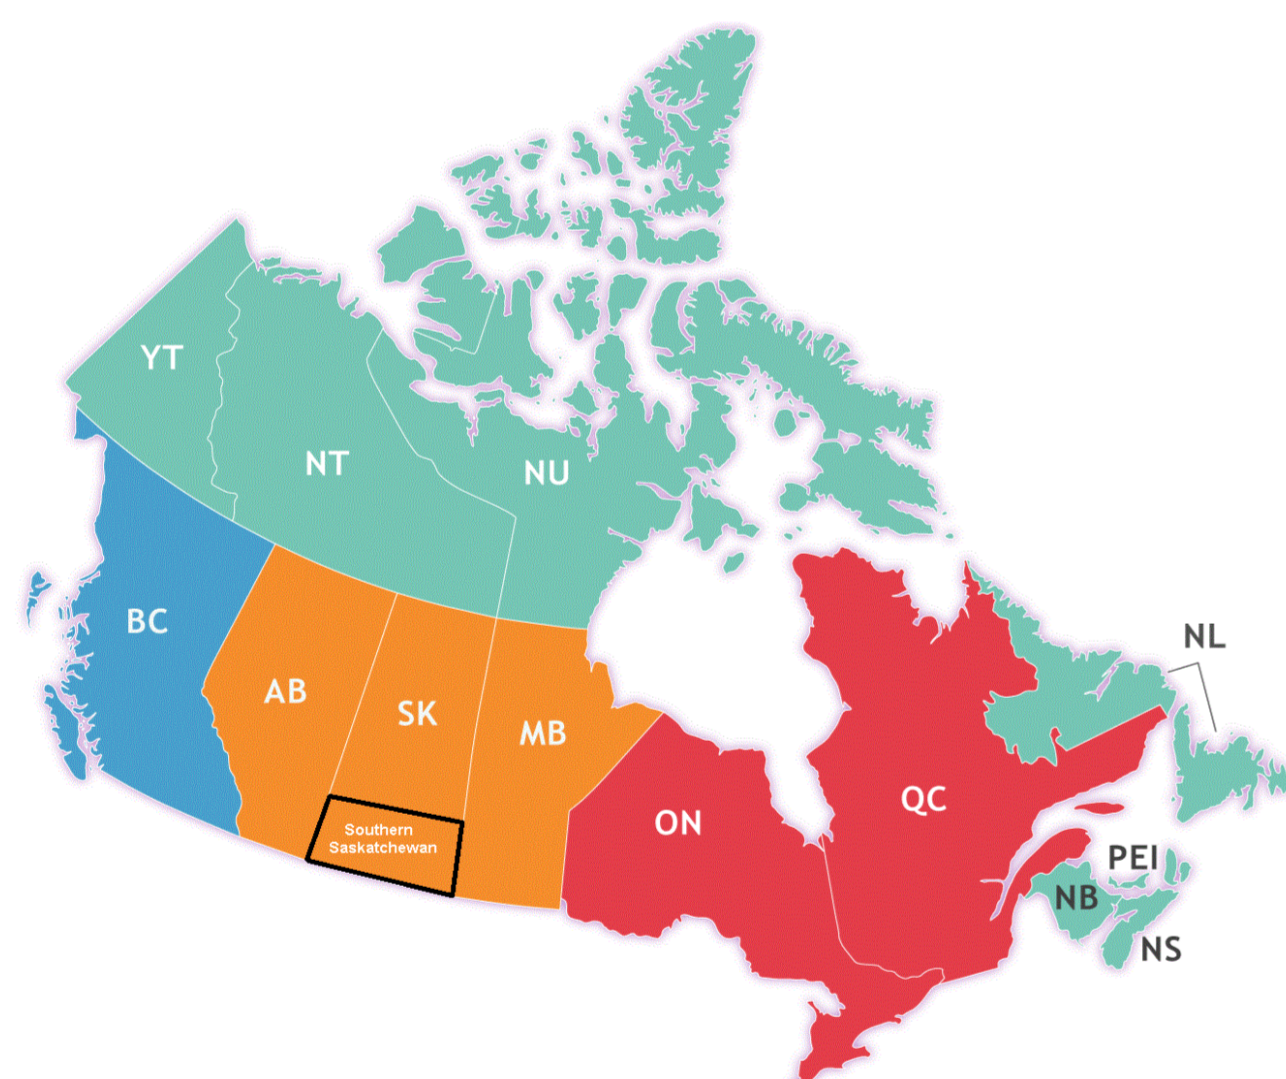 YT
NT
NU
BC
AB
SK
MB
Southern
Saskatchewan
ON
QC
NL
PEI
NB
NS